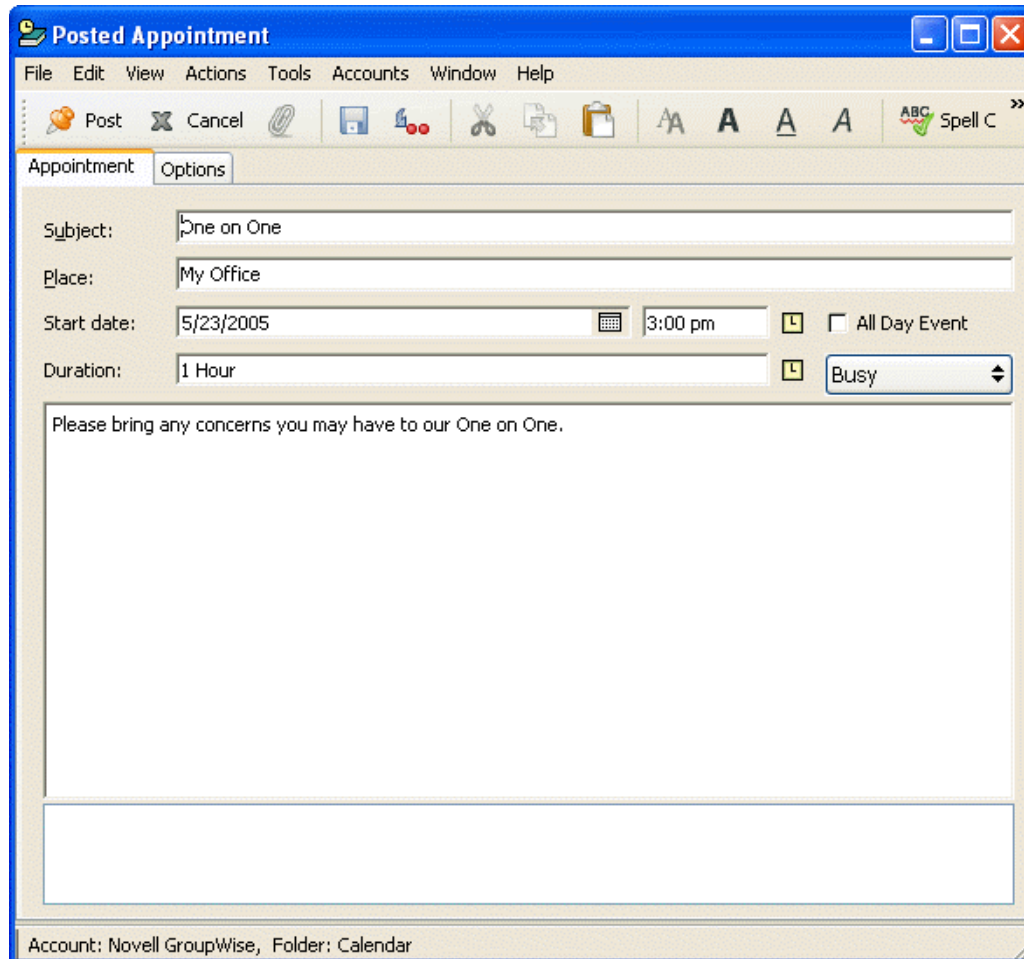 Posted Appointment
File Edit View Actions Tools Accounts Window Help
Post Cancel A A A A A ABC Spell C »
Appointment Options
Subject: One on One
Place: My Office
Start date: 5/23/2005 3:00 pm All Day Event
Duration: 1 Hour Busy
Please bring any concerns you may have to our One on One.
Account: Novell GroupWise, Folder: Calendar